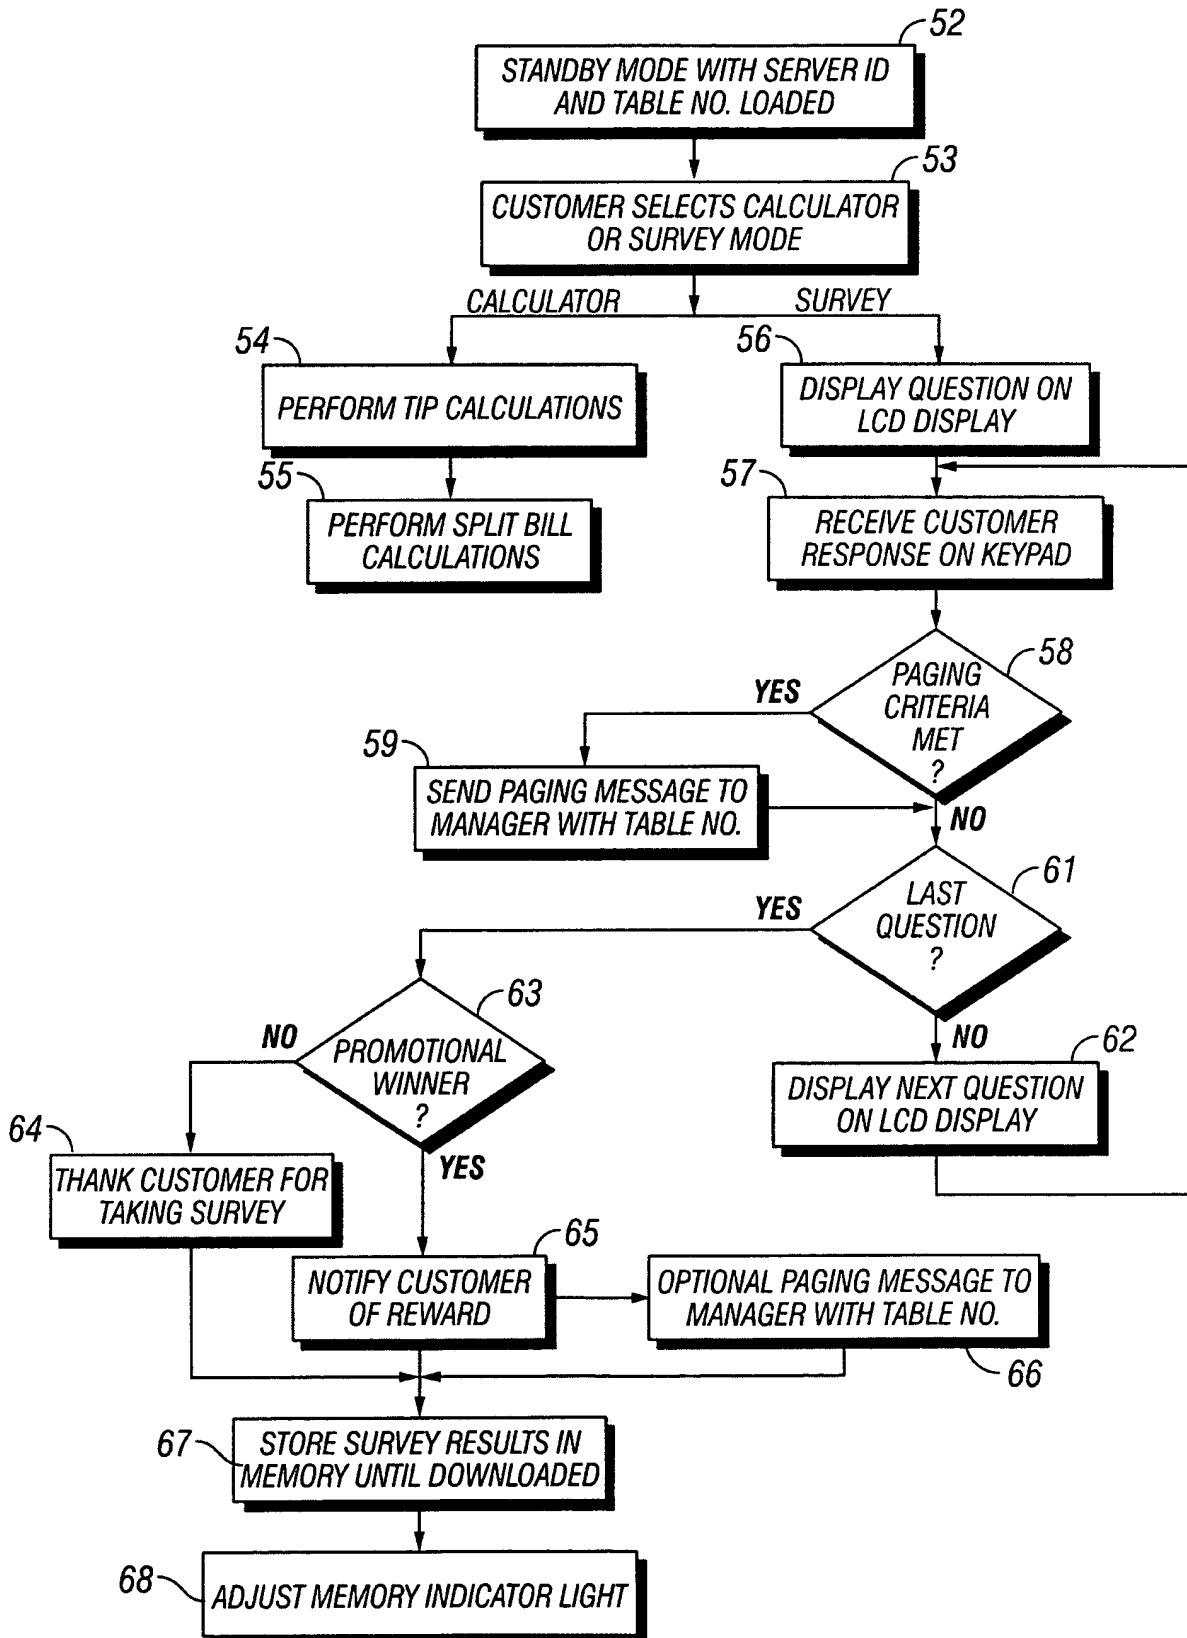 52
STANDBY MODE WITH SERVER ID
AND TABLE NO. LOADED
53
CUSTOMER SELECTS CALCULATOR
OR SURVEY MODE
CALCULATOR
SURVEY
54
PERFORM TIP CALCULATIONS
56
DISPLAY QUESTION ON
LCD DISPLAY
55
PERFORM SPLIT BILL
CALCULATIONS
57
RECEIVE CUSTOMER
RESPONSE ON KEYPAD
58
PAGING
CRITERIA
MET
?
YES
NO
59
SEND PAGING MESSAGE TO
MANAGER WITH TABLE NO.
61
LAST
QUESTION
?
YES
NO
62
DISPLAY NEXT QUESTION
ON LCD DISPLAY
63
PROMOTIONAL
WINNER
?
NO
YES
64
THANK CUSTOMER FOR
TAKING SURVEY
65
NOTIFY CUSTOMER
OF REWARD
OPTIONAL PAGING MESSAGE TO
MANAGER WITH TABLE NO.
66
67
STORE SURVEY RESULTS IN
MEMORY UNTIL DOWNLOADED
68
ADJUST MEMORY INDICATOR LIGHT